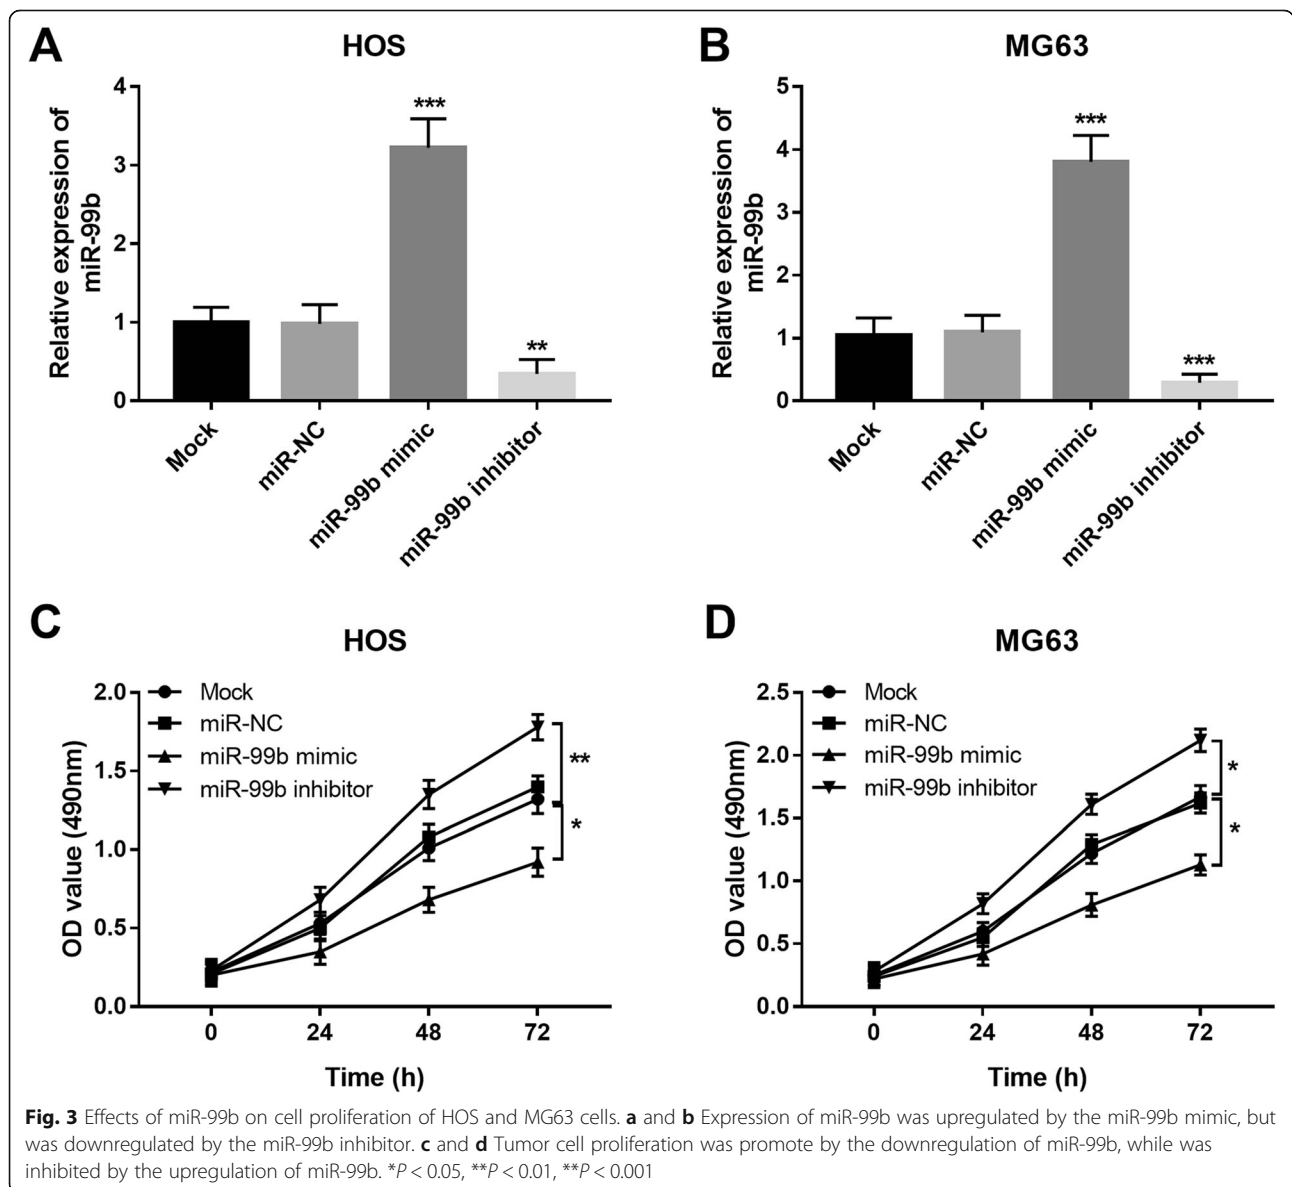 A
HOS
Relative expression of
miR-99b
4
3
2
1
0
***
**
Mock
miR-NC
miR-99b mimic
miR-99b inhibitor
B
MG63
Relative expression of
miR-99b
5
4
3
2
1
0
***
***
Mock
miR-NC
miR-99b mimic
miR-99b inhibitor
C
HOS
OD value (490nm)
2.0
1.5
1.0
0.5
0.0
Mock
miR-NC
miR-99b mimic
miR-99b inhibitor
**
*
0 24 48 72
Time (h)
D
MG63
OD value (490nm)
2.5
2.0
1.5
1.0
0.5
0.0
Mock
miR-NC
miR-99b mimic
miR-99b inhibitor
*
*
0 24 48 72
Time (h)
Fig. 3 Effects of miR-99b on cell proliferation of HOS and MG63 cells. a and b Expression of miR-99b was upregulated by the miR-99b mimic, but
was downregulated by the miR-99b inhibitor. c and d Tumor cell proliferation was promote by the downregulation of miR-99b, while was
inhibited by the upregulation of miR-99b. *P < 0.05, **P < 0.01, **P < 0.001